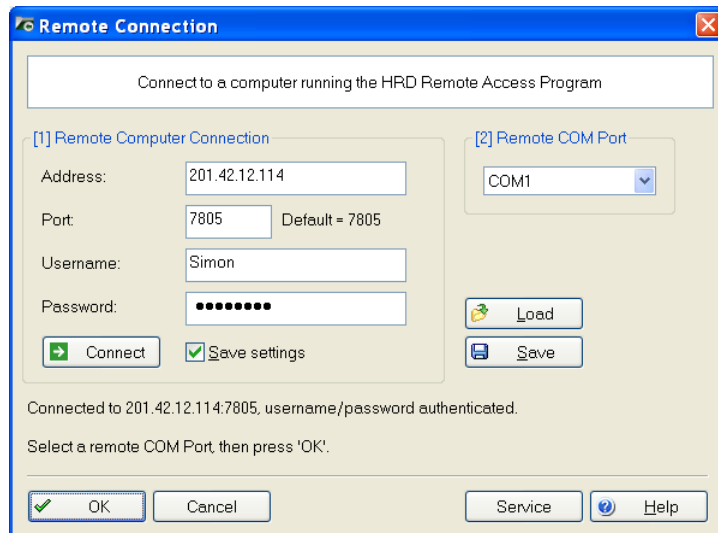 Remote Connection
Connect to a computer running the HRD Remote Access Program
[1] Remote Computer Connection
Address: 201.42.12.114
Port: 7805 Default = 7805
Username: Simon
Password: ●●●●●●●●
Connect Save settings
[2] Remote COM Port
COM1
Load
Save
Connected to 201.42.12.114:7805, username/password authenticated.
Select a remote COM Port, then press 'OK'.
OK Cancel Service Help